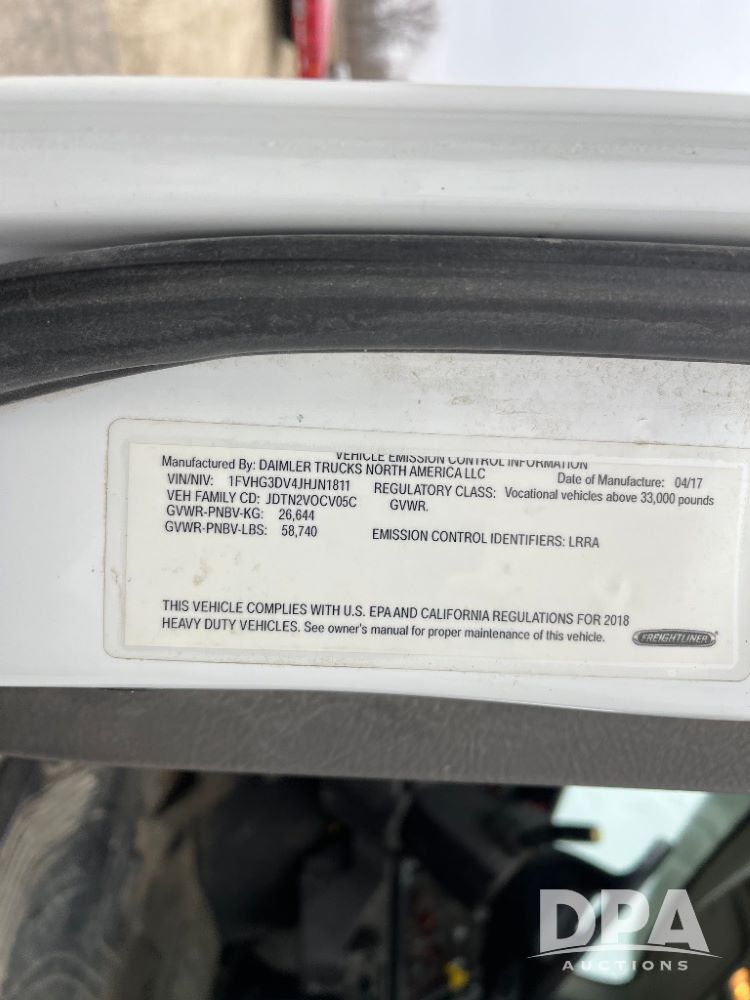 VEHICLE EMISSION CONTROL INFORMATION
Manufactured By: DAIMLER TRUCKS NORTH AMERICA LLC Date of Manufacture: 04/17
VIN/NIV: 1FVHG3DV4JHJN1811 REGULATORY CLASS: Vocational vehicles above 33,000 pounds
VEH FAMILY CD: JDTN2VOCV05C GVWR.
GVWR-PNBV-KG: 26,644
GVWR-PNBV-LBS: 58,740 EMISSION CONTROL IDENTIFIERS: LRRA
THIS VEHICLE COMPLIES WITH U.S. EPA AND CALIFORNIA REGULATIONS FOR 2018
HEAVY DUTY VEHICLES. See owner's manual for proper maintenance of this vehicle.
FREIGHTLINER
DPA
AUCTIONS